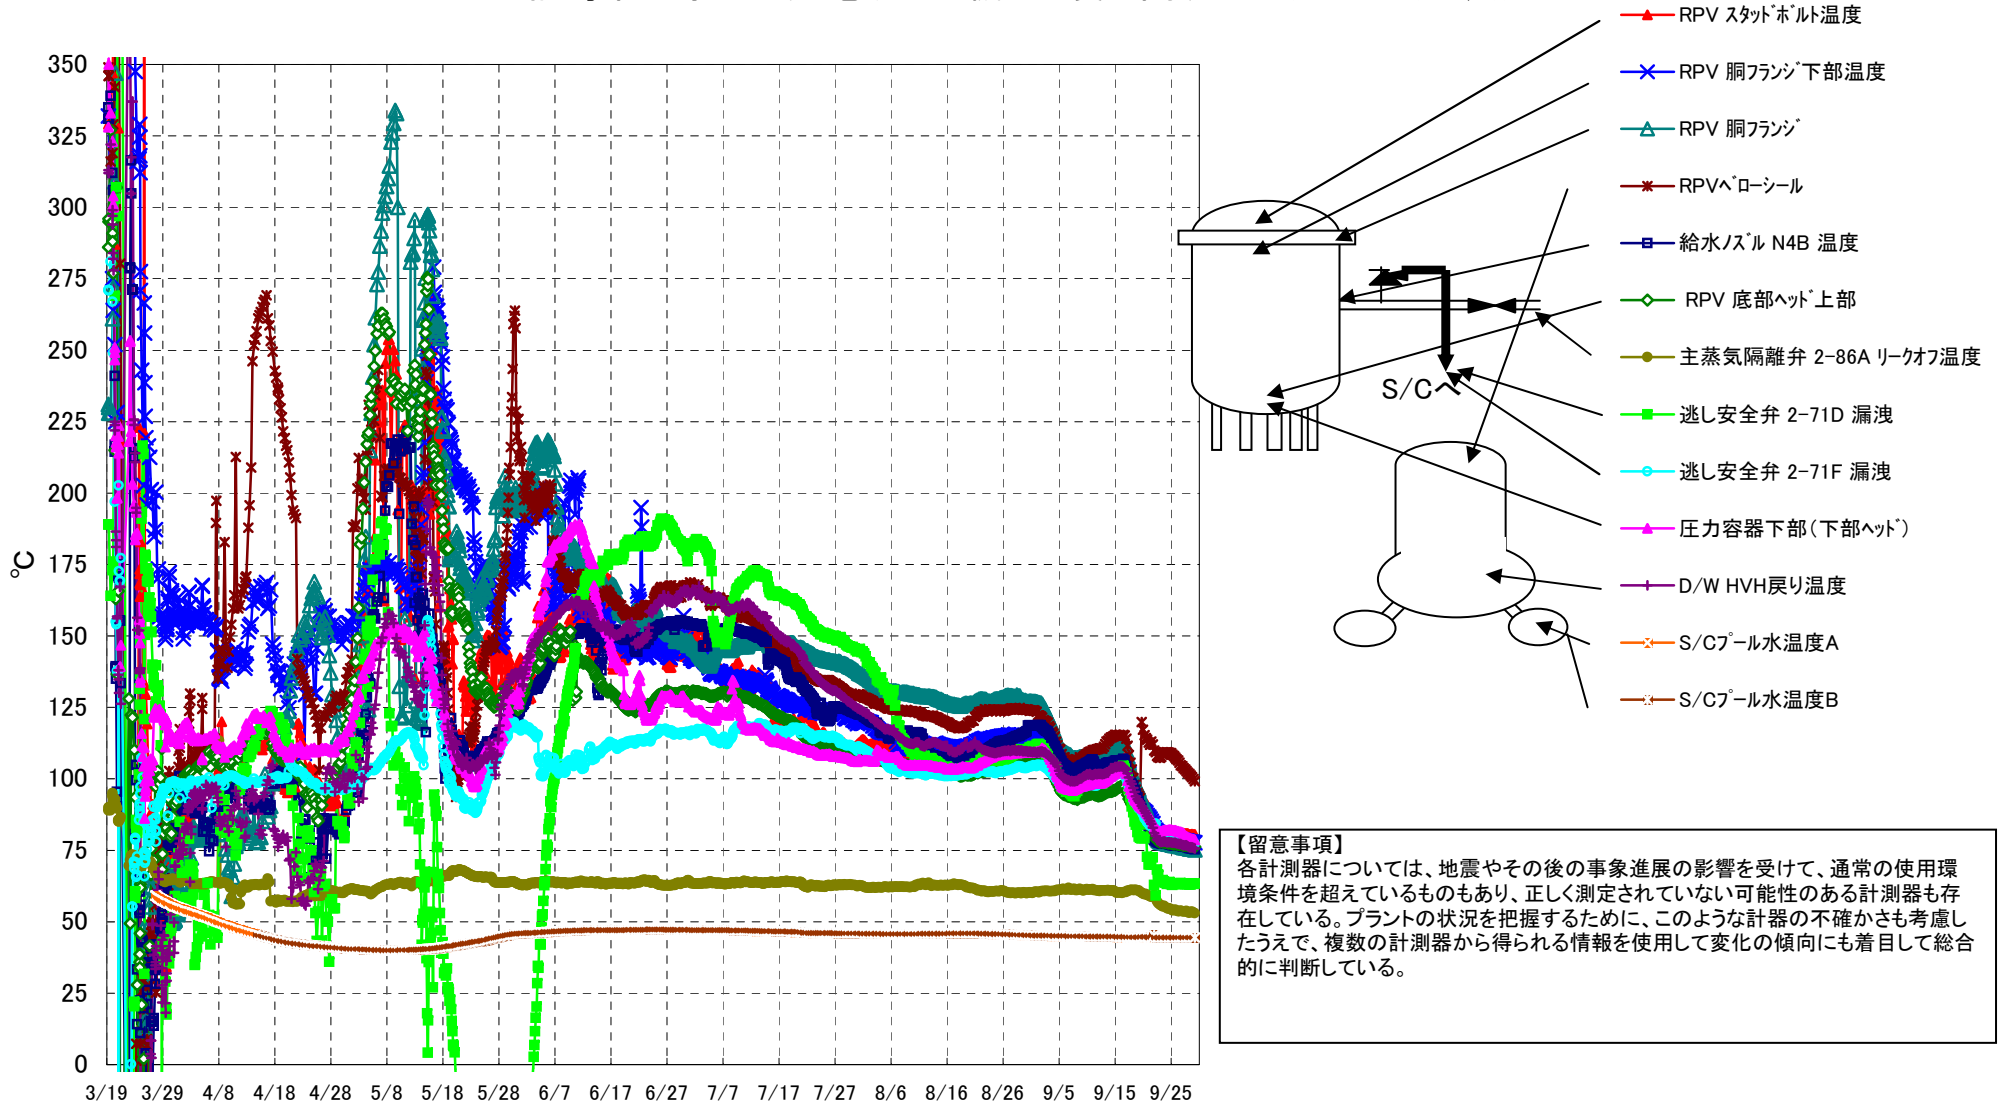 RPV スタッドボルト温度
RPV 胴フランジ下部温度
RPV 胴フランジ
RPVベローシール
給水ノズル N4B 温度
RPV 底部ヘッド上部
主蒸気隔離弁 2-86A リークオフ温度
逃し安全弁 2-71D 漏洩
逃し安全弁 2-71F 漏洩
圧力容器下部(下部ヘッド)
D/W HVH戻り温度
S/Cプール水温度A
S/Cプール水温度B
350
325
300
275
250
225
200
175
150
125
100
75
50
25
0
℃
3/19 3/29 4/8 4/18 4/28 5/8 5/18 5/28 6/7 6/17 6/27 7/7 7/17 7/27 8/6 8/16 8/26 9/5 9/15 9/25
S/Cへ
【留意事項】
各計測器については、地震やその後の事象進展の影響を受けて、通常の使用環
境条件を超えているものもあり、正しく測定されていない可能性のある計測器も存
在している。プラントの状況を把握するために、このような計器の不確かさも考慮し
たうえで、複数の計測器から得られる情報を使用して変化の傾向にも着目して総合
的に判断している。